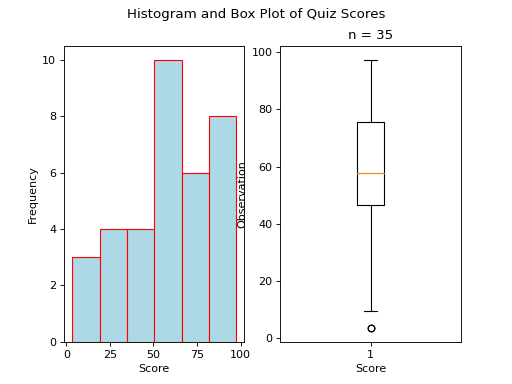 Histogram and Box Plot of Quiz Scores
n = 35
10
8
6
4
2
0
Frequency
0 25 50 75 100
Score
100
80
60
40
20
0
Observation
1
Score